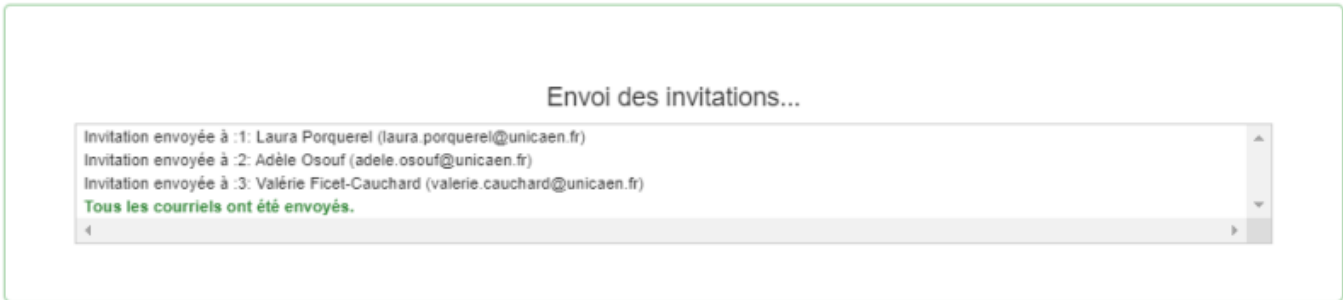 Envoi des invitations...
Invitation envoyée à :1: Laura Porquerel (laura.porquerel@unicaen.fr)
Invitation envoyée à :2: Adèle Osouf (adele.osouf@unicaen.fr)
Invitation envoyée à :3: Valérie Ficet-Cauchard (valerie.cauchard@unicaen.fr)
Tous les courriels ont été envoyés.